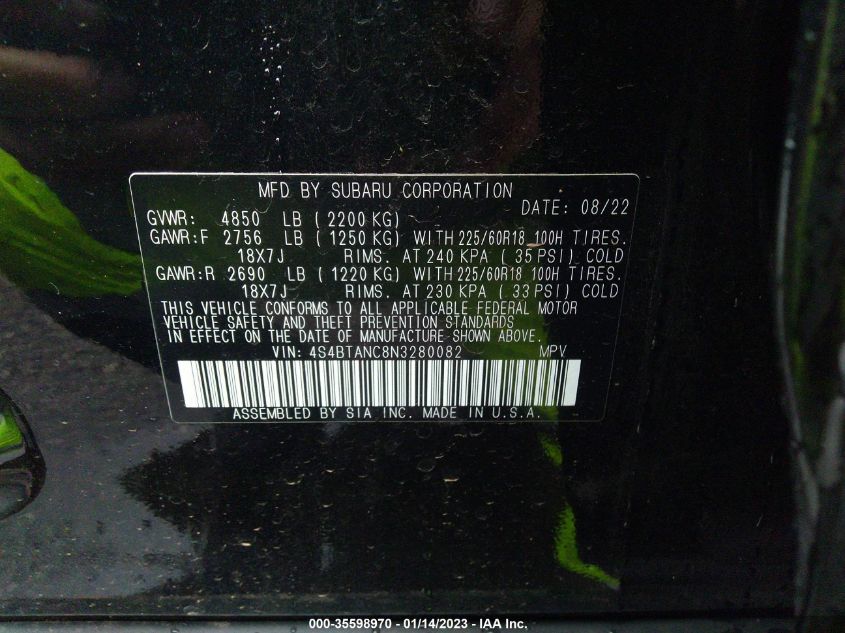 MFD BY SUBARU CORPORATION
DATE: 08/22
GVWR: 4850 LB (2200 KG)
GAWR:F 2756 LB (1250 KG) WITH 225/60R18 100H TIRES.
18X7J RIMS. AT 240 KPA (35 PSI) COLD
GAWR:R 2690 LB (1220 KG) WITH 225/60R18 100H TIRES.
18X7J RIMS. AT 230 KPA (33 PSI) COLD
THIS VEHICLE CONFORMS TO ALL APPLICABLE FEDERAL MOTOR
VEHICLE SAFETY AND THEFT PREVENTION STANDARDS
IN EFFECT ON THE DATE OF MANUFACTURE SHOWN ABOVE.
VIN: 4S4BTANC8N3280082 MPV
ASSEMBLED BY SIA INC. MADE IN U.S.A.
000-35598970 - 01/14/2023 - IAA Inc.